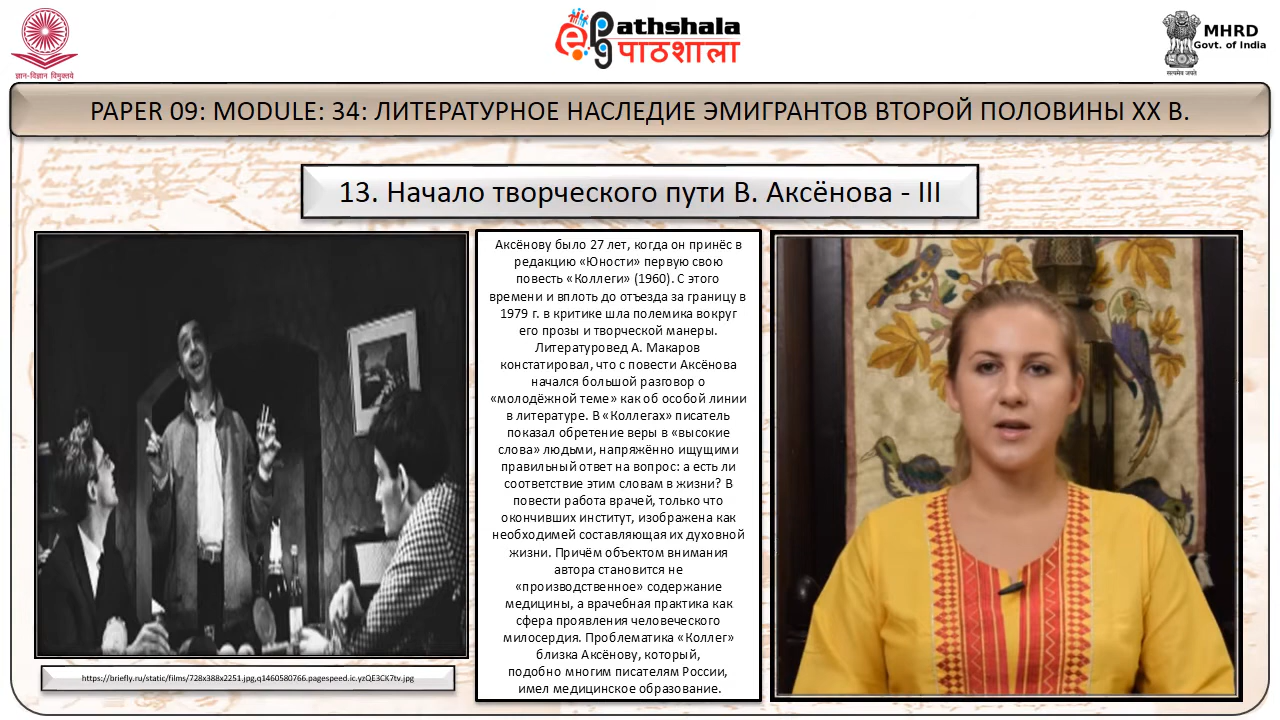 ज्ञान-विज्ञान विमुक्तये
ePathshala
पाठशाला
MHRD
Govt. of India
सत्यमेव जयते
PAPER 09: MODULE: 34: ЛИТЕРАТУРНОЕ НАСЛЕДИЕ ЭМИГРАНТОВ ВТОРОЙ ПОЛОВИНЫ XX В.
13. Начало творческого пути В. Аксёнова - III
Аксёнову было 27 лет, когда он принёс в
редакцию «Юности» первую свою
повесть «Коллеги» (1960). С этого
времени и вплоть до отъезда за границу в
1979 г. в критике шла полемика вокруг
его прозы и творческой манеры.
Литературовед А. Макаров
констатировал, что с повести Аксёнова
начался большой разговор о
«молодёжной теме» как об особой линии
в литературе. В «Коллегах» писатель
показал обретение веры в «высокие
слова» людьми, напряжённо ищущими
правильный ответ на вопрос: а есть ли
соответствие этим словам в жизни? В
повести работа врачей, только что
окончивших институт, изображена как
необходимей составляющая их духовной
жизни. Причём объектом внимания
автора становится не
«производственное» содержание
медицины, а врачебная практика как
сфера проявления человеческого
милосердия. Проблематика «Коллег»
близка Аксёнову, который,
подобно многим писателям России,
имел медицинское образование.
https://briefly.ru/static/films/728x388x2251.jpg,q1460580766.pagespeed.ic.yzQE3CK7tv.jpg